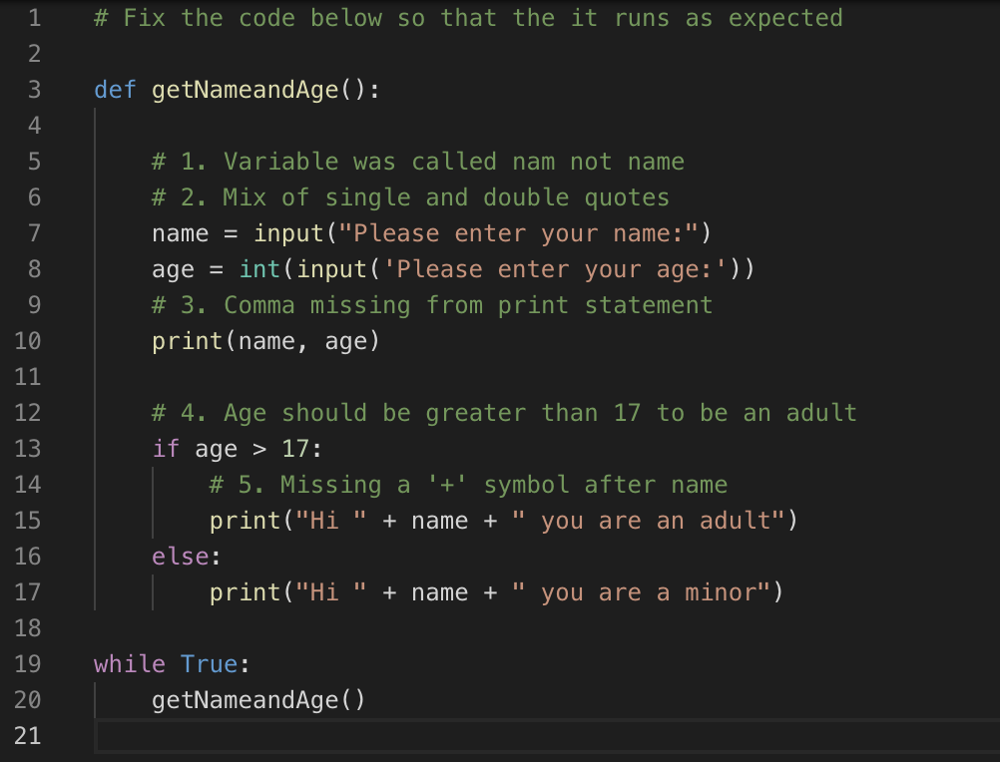 1 # Fix the code below so that the it runs as expected
2
3 def getNameandAge():
4
5 # 1. Variable was called nam not name
6 # 2. Mix of single and double quotes
7 name = input("Please enter your name:")
8 age = int(input('Please enter your age:'))
9 # 3. Comma missing from print statement
10 print(name, age)
11
12 # 4. Age should be greater than 17 to be an adult
13 if age > 17:
14 # 5. Missing a '+' symbol after name
15 print("Hi " + name + " you are an adult")
16 else:
17 print("Hi " + name + " you are a minor")
18
19 while True:
20 getNameandAge()
21